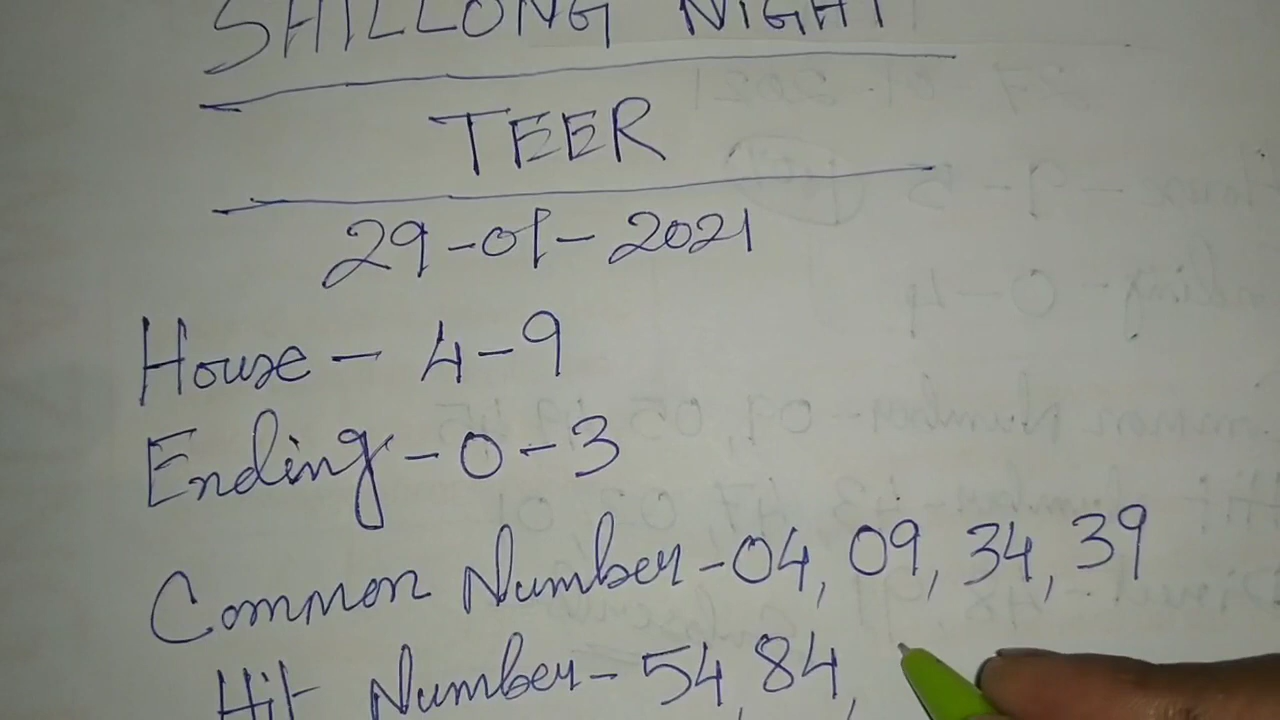 SHILLONG NIGHT
TEER
29-01-2021
House - 4-9
Ending - 0-3
Common Number - 04, 09, 34, 39
Hit Number - 54, 84,